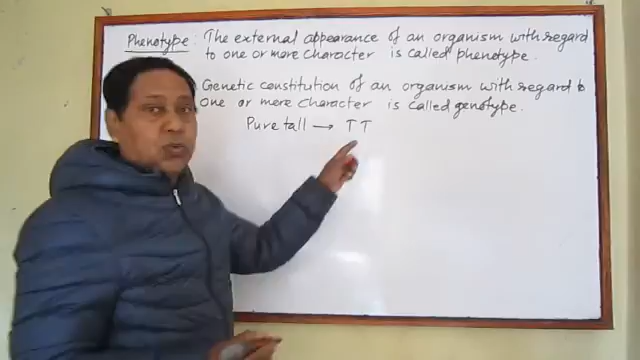 Phenotype: The external appearance of an organism with regard
to one or more character is called phenotype.
Genetic constitution of an organism with regard to
one or more character is called genotype.
Pure tall → TT